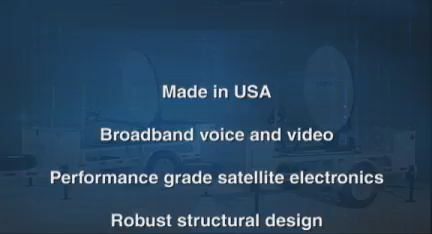 Made in USA
Broadband voice and video
Performance grade satellite electronics
Robust structural design